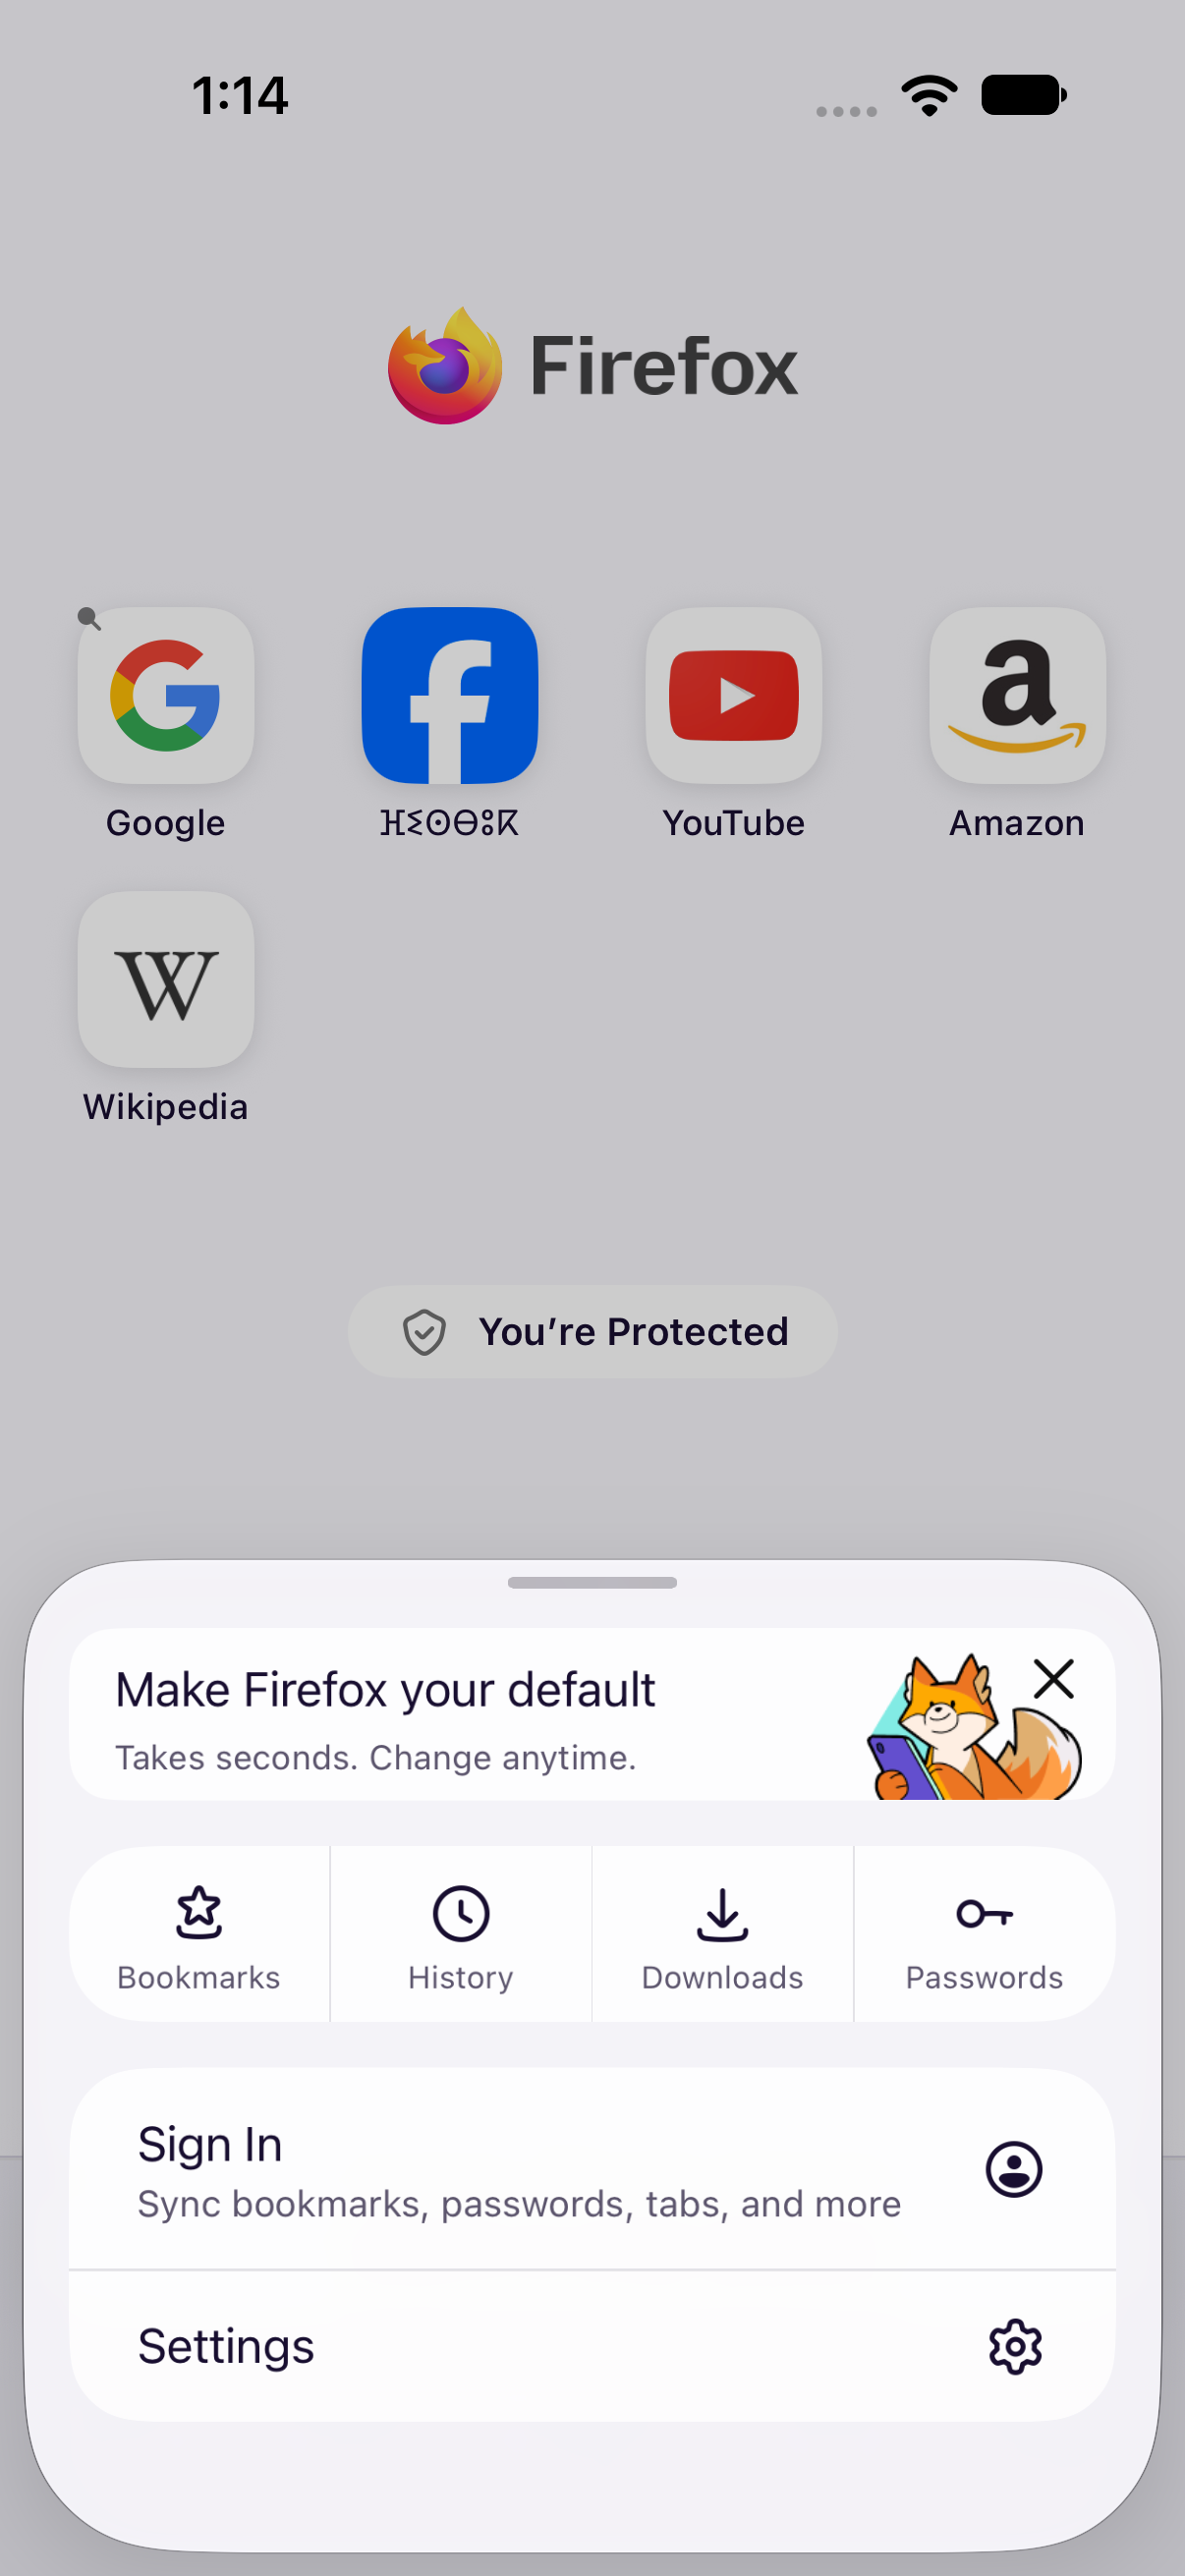 1:14
Firefox
Google
ⴼⵉⵙⴱⵓⴽ
YouTube
Amazon
Wikipedia
You’re Protected
Make Firefox your default
Takes seconds. Change anytime.
Bookmarks
History
Downloads
Passwords
Sign In
Sync bookmarks, passwords, tabs, and more
Settings